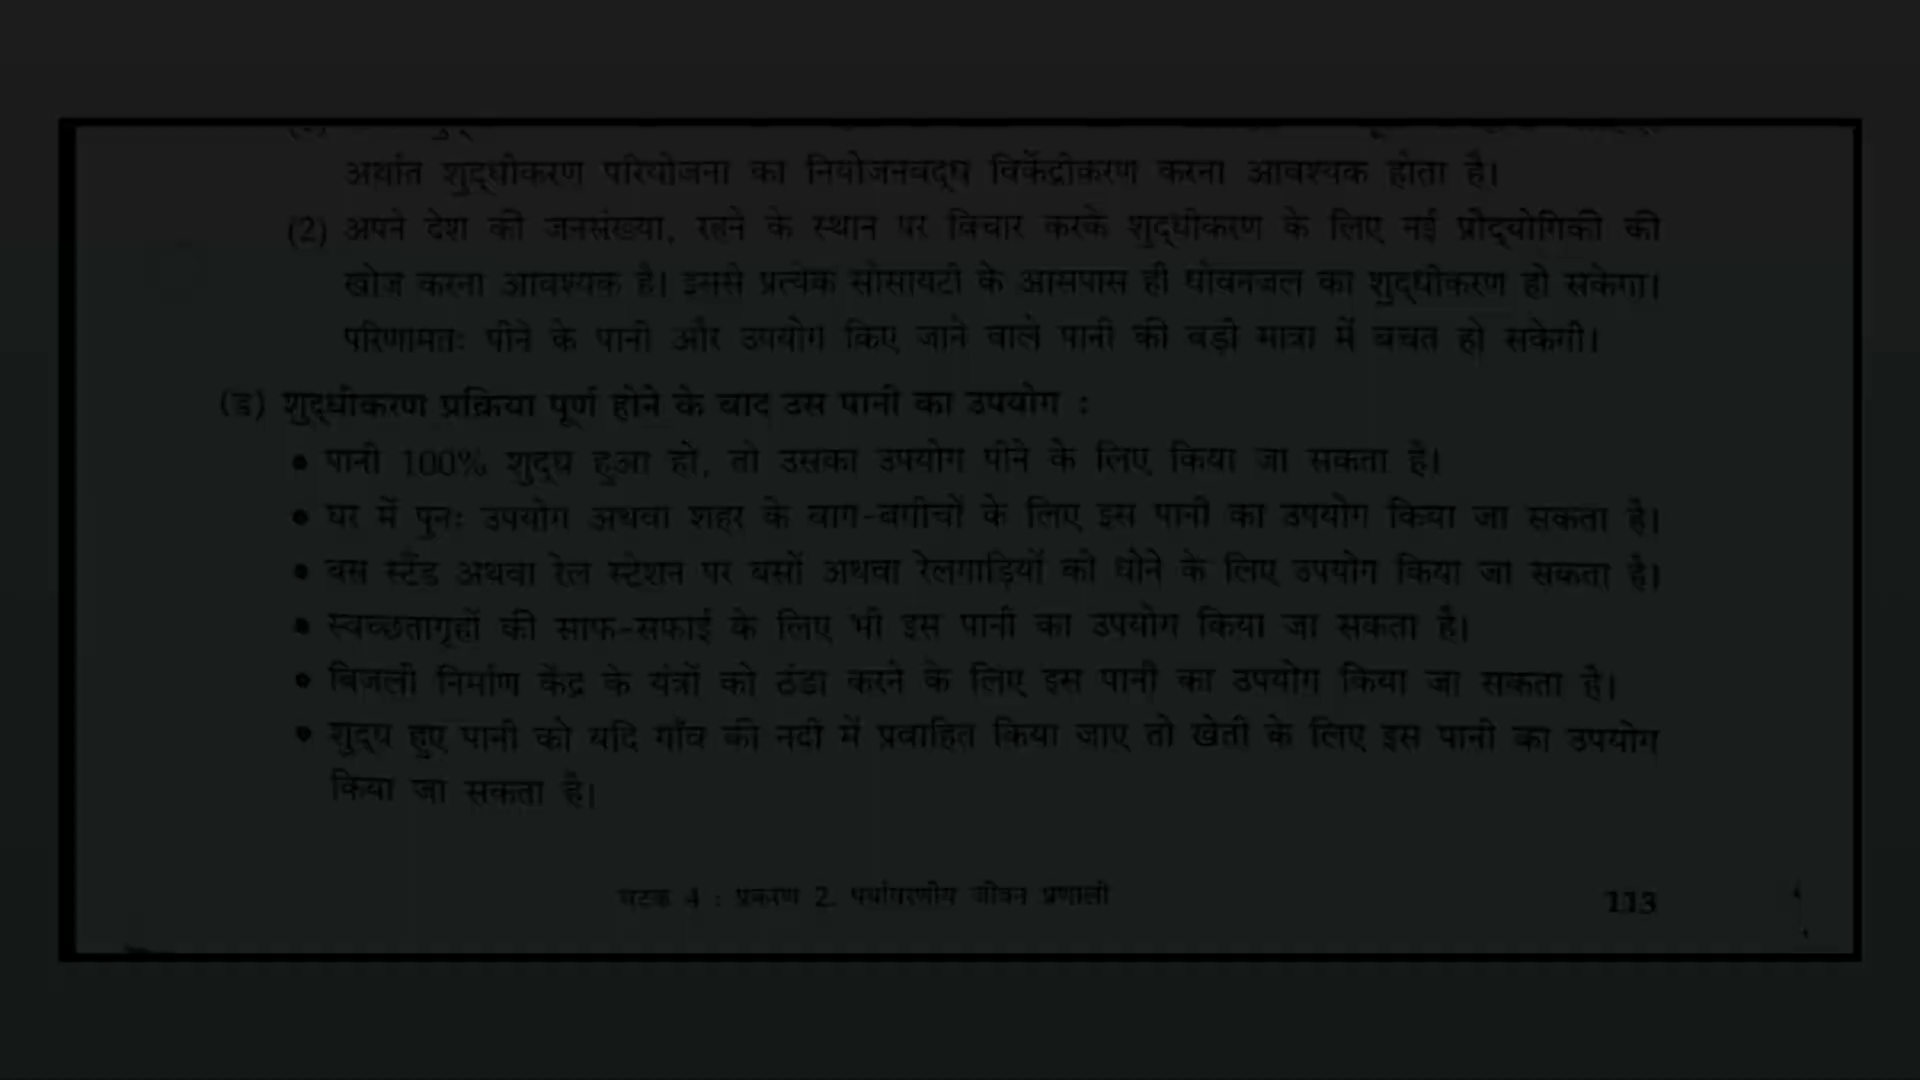 अर्थात शुद्धीकरण परियोजना का नियोजनबद्ध विकेंद्रीकरण करना आवश्यक होता है।
(2) अपने देश की जनसंख्या, रहने के स्थान पर विचार करके शुद्धीकरण के लिए नई प्रौद्योगिकी की
खोज करना आवश्यक है। इससे प्रत्येक सोसायटी के आसपास ही धोवनजल का शुद्धीकरण हो सकेगा।
परिणामतः पीने के पानी और उपयोग किए जाने वाले पानी की बड़ी मात्रा में बचत हो सकेगी।
(ड) शुद्धीकरण प्रक्रिया पूर्ण होने के बाद उस पानी का उपयोग :
● पानी 100% शुद्ध हुआ हो, तो उसका उपयोग पीने के लिए किया जा सकता है।
● घर में पुनः उपयोग अथवा शहर के बाग-बगीचों के लिए इस पानी का उपयोग किया जा सकता है।
● बस स्टैंड अथवा रेल स्टेशन पर बसों अथवा रेलगाड़ियों को धोने के लिए उपयोग किया जा सकता है।
● स्वच्छतागृहों की साफ-सफाई के लिए भी इस पानी का उपयोग किया जा सकता है।
● बिजली निर्माण केंद्र के यंत्रों को ठंडा करने के लिए इस पानी का उपयोग किया जा सकता है।
● शुद्ध हुए पानी को यदि गाँव की नदी में प्रवाहित किया जाए तो खेती के लिए इस पानी का उपयोग
किया जा सकता है।
घटक 4 : प्रकरण 2. पर्यावरणीय जीवन प्रणाली
113